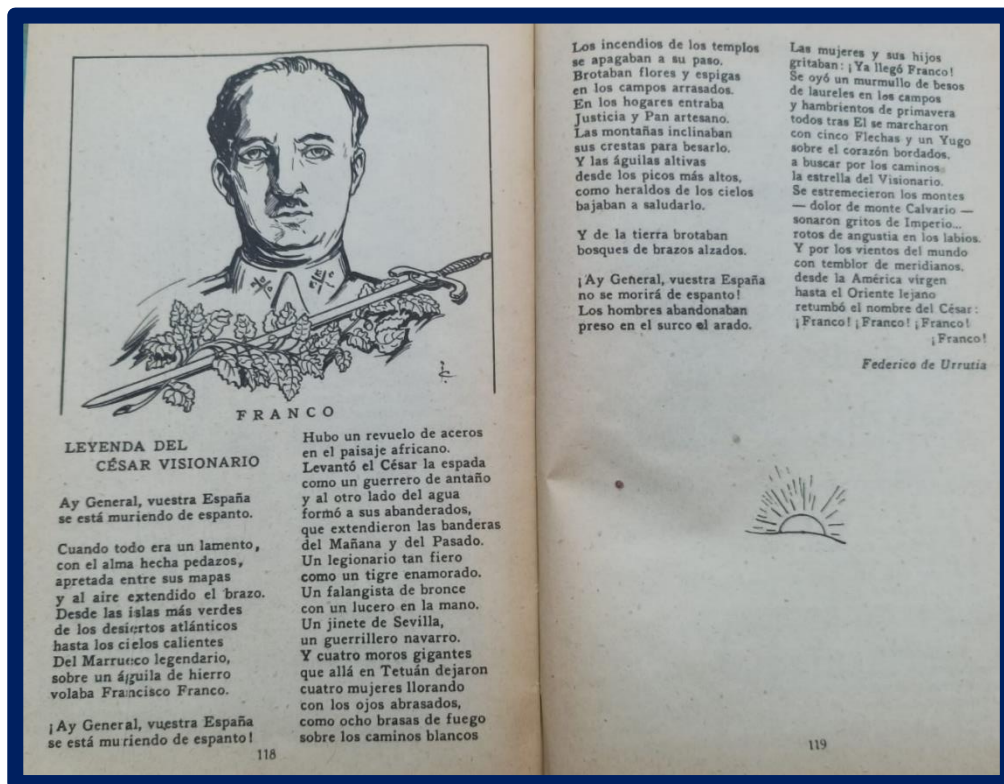 FRANCO
LEYENDA DEL
CÉSAR VISIONARIO
Ay General, vuestra España
se está muriendo de espanto.
Cuando todo era un lamento,
con el alma hecha pedazos,
apretada entre sus mapas
y al aire extendido el brazo.
Desde las islas más verdes
de los desiertos atlánticos
hasta los cielos calientes
Del Marrueco legendario,
sobre un águila de hierro
volaba Francisco Franco.
¡Ay General, vuestra España
se está muriendo de espanto!
118
Hubo un revuelo de aceros
en el paisaje africano.
Levantó el César la espada
como un guerrero de antaño
y al otro lado del agua
formó a sus abanderados,
que extendieron las banderas
del Mañana y del Pasado.
Un legionario tan fiero
como un tigre enamorado.
Un falangista de bronce
con un lucero en la mano.
Un jinete de Sevilla,
un guerrillero navarro.
Y cuatro moros gigantes
que allá en Tetuán dejaron
cuatro mujeres llorando
con los ojos abrasados,
como ocho brasas de fuego
sobre los caminos blancos
Los incendios de los templos
se apagaban a su paso.
Brotaban flores y espigas
en los campos arrasados.
En los hogares entraba
Justicia y Pan artesano.
Las montañas inclinaban
sus crestas para besarlo.
Y las águilas altivas
desde los picos más altos,
como heraldos de los cielos
bajaban a saludarlo.
Y de la tierra brotaban
bosques de brazos alzados.
¡Ay General, vuestra España
no se morirá de espanto!
Los hombres abandonaban
preso en el surco el arado.
Las mujeres y sus hijos
gritaban: ¡Ya llegó Franco!
Se oyó un murmullo de besos
de laureles en los campos
y hambrientos de primavera
todos tras El se marcharon
con cinco Flechas y un Yugo
sobre el corazón bordados,
a buscar por los caminos
la estrella del Visionario.
Se estremecieron los montes
— dolor de monte Calvario —
sonaron gritos de Imperio...
rotos de angustia en los labios.
Y por los vientos del mundo
con temblor de meridianos,
desde la América virgen
hasta el Oriente lejano
retumbó el nombre del César:
¡Franco! ¡Franco! ¡Franco!
¡Franco!
Federico de Urrutia
119